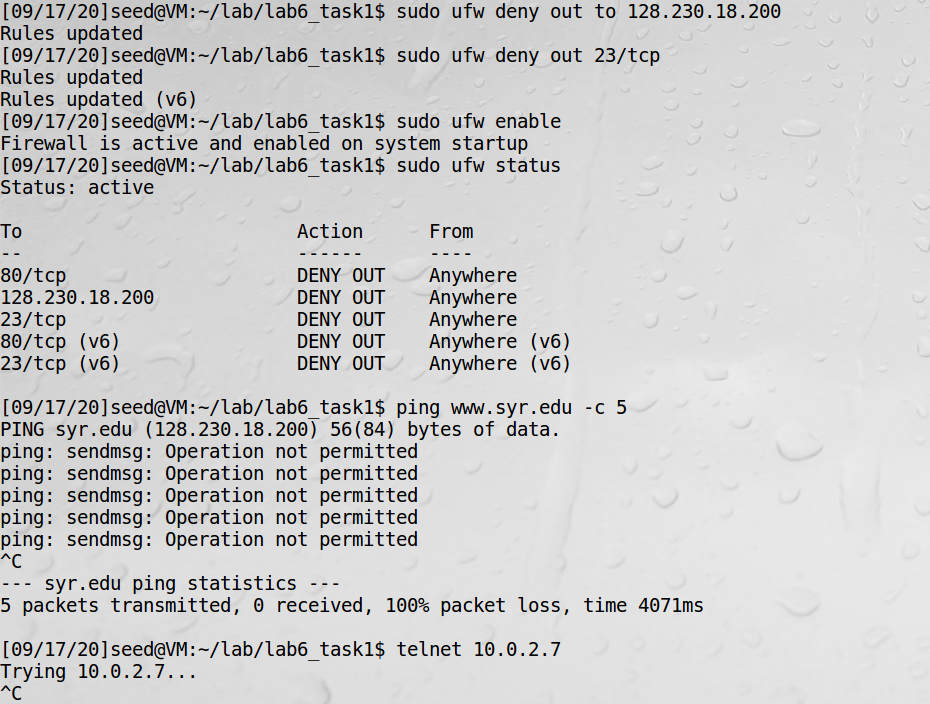 [09/17/20]seed@VM:~/lab/lab6_task1$ sudo ufw deny out to 128.230.18.200
Rules updated
[09/17/20]seed@VM:~/lab/lab6_task1$ sudo ufw deny out 23/tcp
Rules updated
Rules updated (v6)
[09/17/20]seed@VM:~/lab/lab6_task1$ sudo ufw enable
Firewall is active and enabled on system startup
[09/17/20]seed@VM:~/lab/lab6_task1$ sudo ufw status
Status: active
To                         Action      From
--                         ------      ----
80/tcp                     DENY OUT    Anywhere
128.230.18.200             DENY OUT    Anywhere
23/tcp                     DENY OUT    Anywhere
80/tcp (v6)                DENY OUT    Anywhere (v6)
23/tcp (v6)                DENY OUT    Anywhere (v6)
[09/17/20]seed@VM:~/lab/lab6_task1$ ping www.syr.edu -c 5
PING syr.edu (128.230.18.200) 56(84) bytes of data.
ping: sendmsg: Operation not permitted
ping: sendmsg: Operation not permitted
ping: sendmsg: Operation not permitted
ping: sendmsg: Operation not permitted
ping: sendmsg: Operation not permitted
^C
--- syr.edu ping statistics ---
5 packets transmitted, 0 received, 100% packet loss, time 4071ms
[09/17/20]seed@VM:~/lab/lab6_task1$ telnet 10.0.2.7
Trying 10.0.2.7...
^C